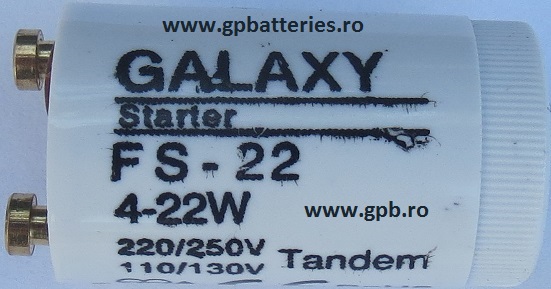 www.gpbatteries.ro
GALAXY
Starter
FS-22
4-22W
www.gpb.ro
220/250V
110/130V Tandem